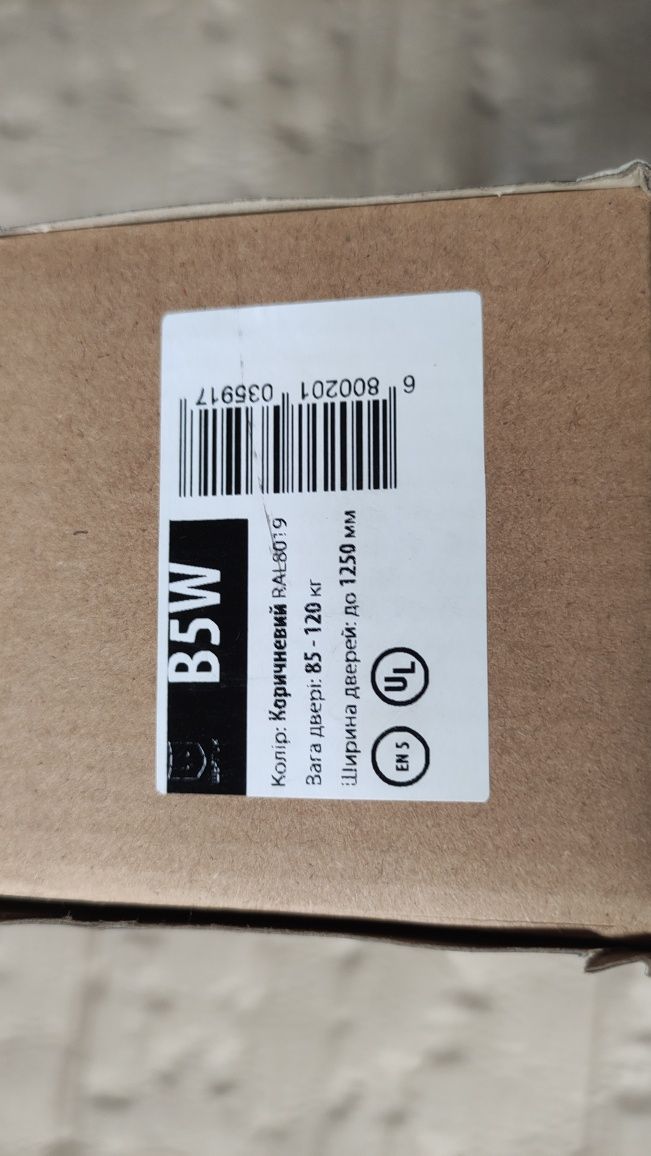 B5W
Колір: Коричневий RAL8019
Вага двері: 85 - 120 кг
Ширина дверей: до 1250 мм
EN 5
UL
6 800201 035917